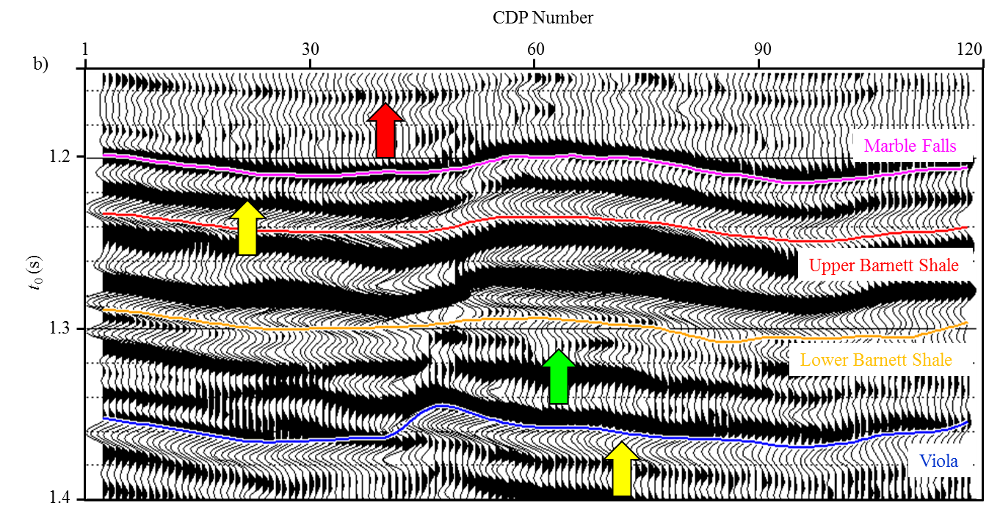 CDP Number
1 30 60 90 120
b)
Marble Falls
1.2
Upper Barnett Shale
t0 (s)
1.3
Lower Barnett Shale
Viola
1.4